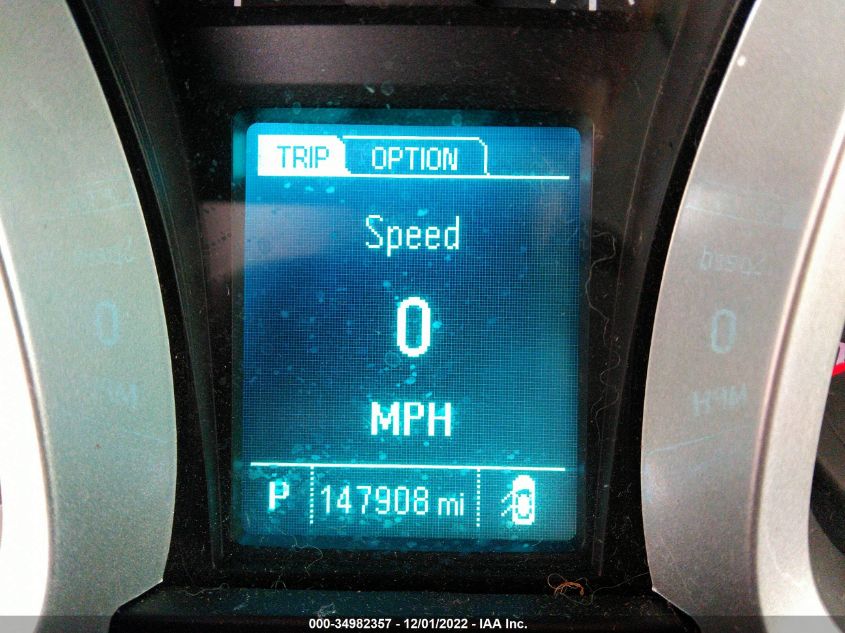 TRIP OPTION
Speed
0
MPH
P 147908 mi
000-34982357 - 12/01/2022 - IAA Inc.